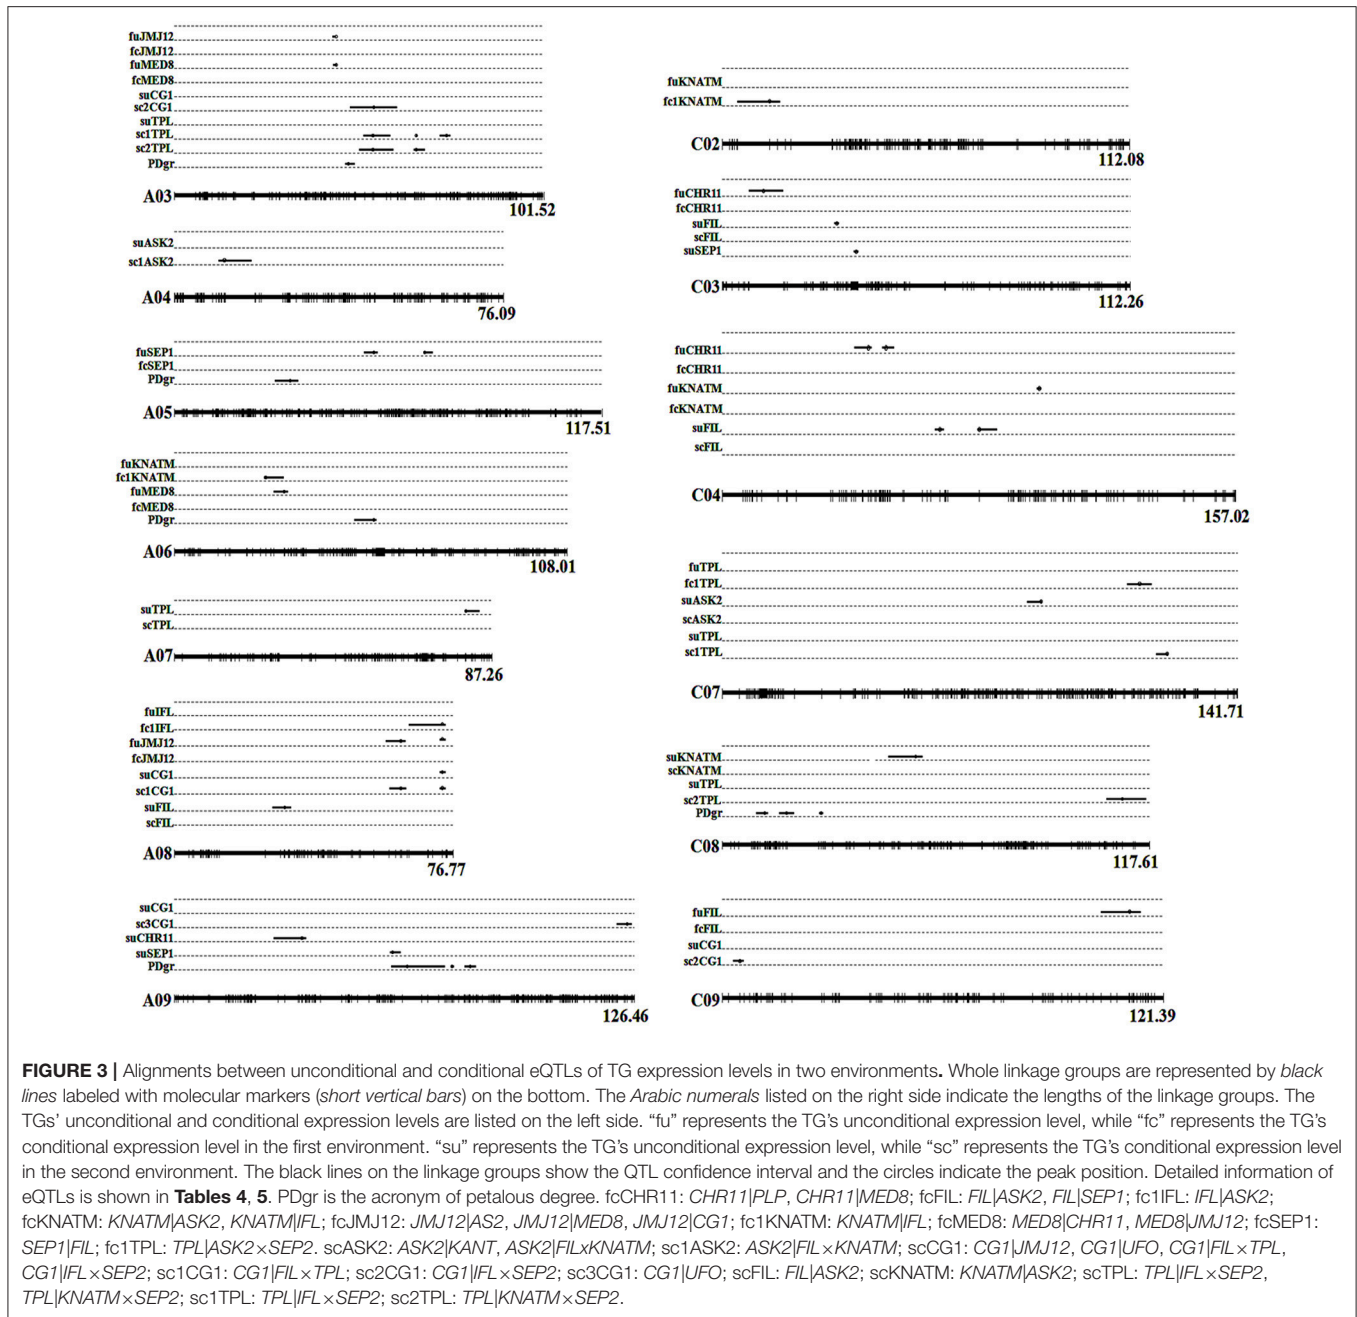 fuJMJ12
fcJMJ12
fuMED8
fcMED8
suCG1
sc2CG1
suTPL
sc1TPL
sc2TPL
PDgr
A03
101.52
suASK2
sc1ASK2
A04
76.09
fuSEP1
fcSEP1
PDgr
A05
117.51
fuKNATM
fc1KNATM
fuMED8
fcMED8
PDgr
A06
108.01
suTPL
scTPL
A07
87.26
fuIFL
fc1IFL
fuJMJ12
fcJMJ12
suCG1
sc1CG1
suFIL
scFIL
A08
76.77
suCG1
sc3CG1
suCHR11
suSEP1
PDgr
A09
126.46
fuKNATM
fc1KNATM
C02
112.08
fuCHR11
fcCHR11
suFIL
scFIL
suSEP1
C03
112.26
fuCHR11
fcCHR11
fuKNATM
fcKNATM
suFIL
scFIL
C04
157.02
fuTPL
fc1TPL
suASK2
scASK2
suTPL
sc1TPL
C07
141.71
suKNATM
scKNATM
suTPL
sc2TPL
PDgr
C08
117.61
fuFIL
fcFIL
suCG1
sc2CG1
C09
121.39
FIGURE 3 | Alignments between unconditional and conditional eQTLs of TG expression levels in two environments. Whole linkage groups are represented by black
lines labeled with molecular markers (short vertical bars) on the bottom. The Arabic numerals listed on the right side indicate the lengths of the linkage groups. The
TGs' unconditional and conditional expression levels are listed on the left side. "fu" represents the TG's unconditional expression level, while "fc" represents the TG's
conditional expression level in the first environment. "su" represents the TG's unconditional expression level, while "sc" represents the TG's conditional expression level
in the second environment. The black lines on the linkage groups show the QTL confidence interval and the circles indicate the peak position. Detailed information of
eQTLs is shown in Tables 4, 5. PDgr is the acronym of petalous degree. fcCHR11: CHR11|PLP, CHR11|MED8; fcFIL: FIL|ASK2, FIL|SEP1; fc1IFL: IFL|ASK2;
fcKNATM: KNATM|ASK2, KNATM|IFL; fcJMJ12: JMJ12|AS2, JMJ12|MED8, JMJ12|CG1; fc1KNATM: KNATM|IFL; fcMED8: MED8|CHR11, MED8|JMJ12; fcSEP1:
SEP1|FIL; fc1TPL: TPL|ASK2×SEP2. scASK2: ASK2|KANT, ASK2|FILxKNATM; sc1ASK2: ASK2|FIL×KNATM; scCG1: CG1|JMJ12, CG1|UFO, CG1|FIL×TPL,
CG1|IFL×SEP2; sc1CG1: CG1|FIL×TPL; sc2CG1: CG1|IFL×SEP2; sc3CG1: CG1|UFO; scFIL: FIL|ASK2; scKNATM: KNATM|ASK2; scTPL: TPL|IFL×SEP2,
TPL|KNATM×SEP2; sc1TPL: TPL|IFL×SEP2; sc2TPL: TPL|KNATM×SEP2.